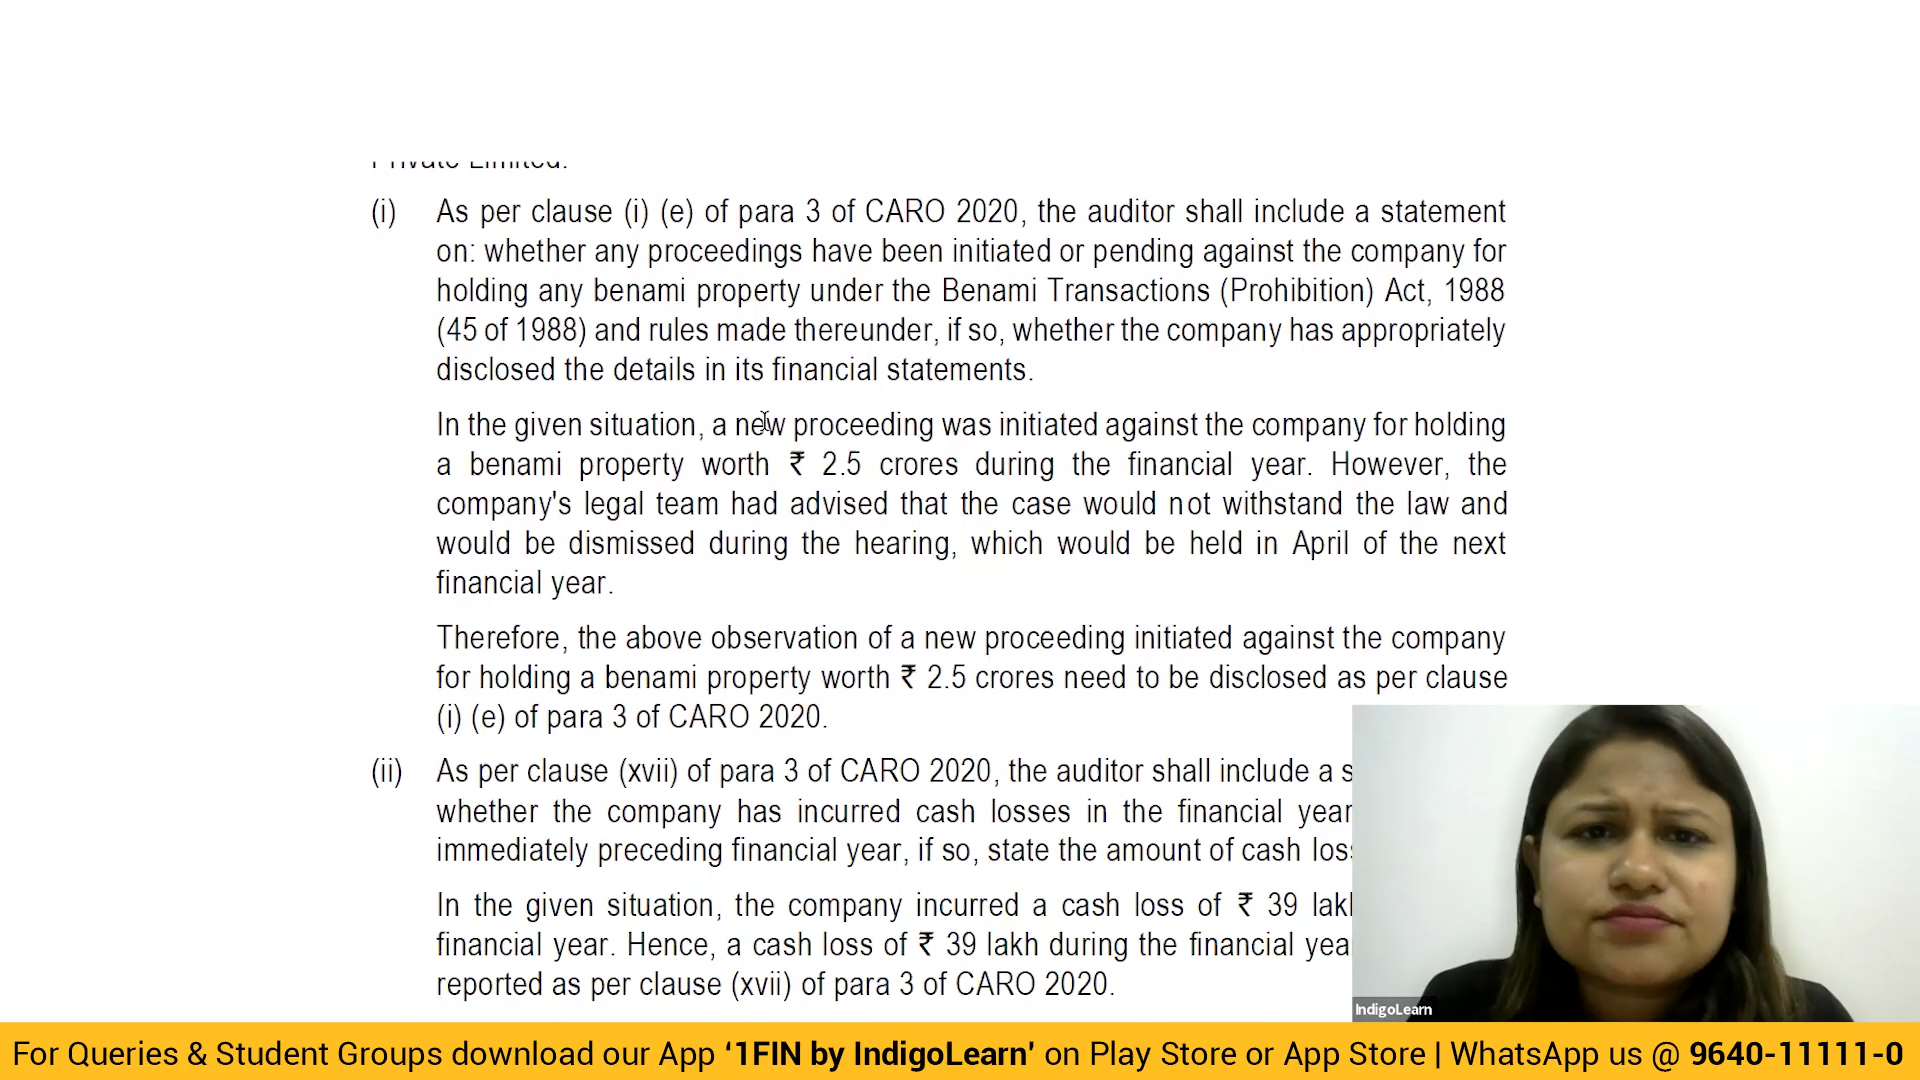 Private Limited.
(i) As per clause (i) (e) of para 3 of CARO 2020, the auditor shall include a statement
on: whether any proceedings have been initiated or pending against the company for
holding any benami property under the Benami Transactions (Prohibition) Act, 1988
(45 of 1988) and rules made thereunder, if so, whether the company has appropriately
disclosed the details in its financial statements.
In the given situation, a new proceeding was initiated against the company for holding
a benami property worth ₹ 2.5 crores during the financial year. However, the
company's legal team had advised that the case would not withstand the law and
would be dismissed during the hearing, which would be held in April of the next
financial year.
Therefore, the above observation of a new proceeding initiated against the company
for holding a benami property worth ₹ 2.5 crores need to be disclosed as per clause
(i) (e) of para 3 of CARO 2020.
(ii) As per clause (xvii) of para 3 of CARO 2020, the auditor shall include a s
whether the company has incurred cash losses in the financial year
immediately preceding financial year, if so, state the amount of cash los
In the given situation, the company incurred a cash loss of ₹ 39 lak
financial year. Hence, a cash loss of ₹ 39 lakh during the financial yea
reported as per clause (xvii) of para 3 of CARO 2020.
IndigoLearn
For Queries & Student Groups download our App ‘1FIN by IndigoLearn’ on Play Store or App Store | WhatsApp us @ 9640-11111-0